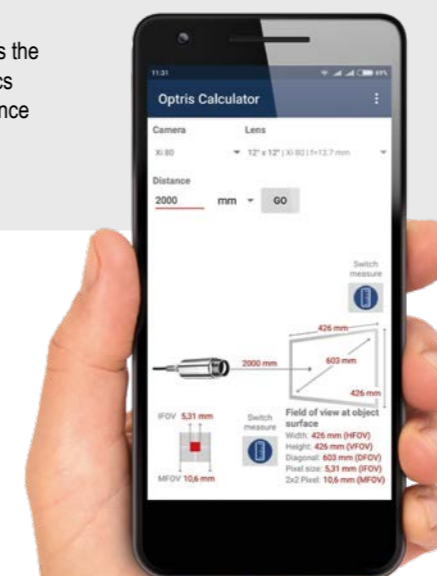 s the
cs
nce
11:31
69%
Optris Calculator
Camera Lens
Xi 80 12° x 12° | Xi 80 | f=12.7 mm
Distance
2000 mm GO
Switch
measure
426 mm
2000 mm 603 mm
426 mm
IFOV 5,31 mm
Switch
measure
MFOV 10,6 mm
Field of view at object
surface
Width: 426 mm (HFOV)
Height: 426 mm (VFOV)
Diagonal: 603 mm (DFOV)
Pixel size: 5,31 mm (IFOV)
2x2 Pixel: 10,6 mm (MFOV)